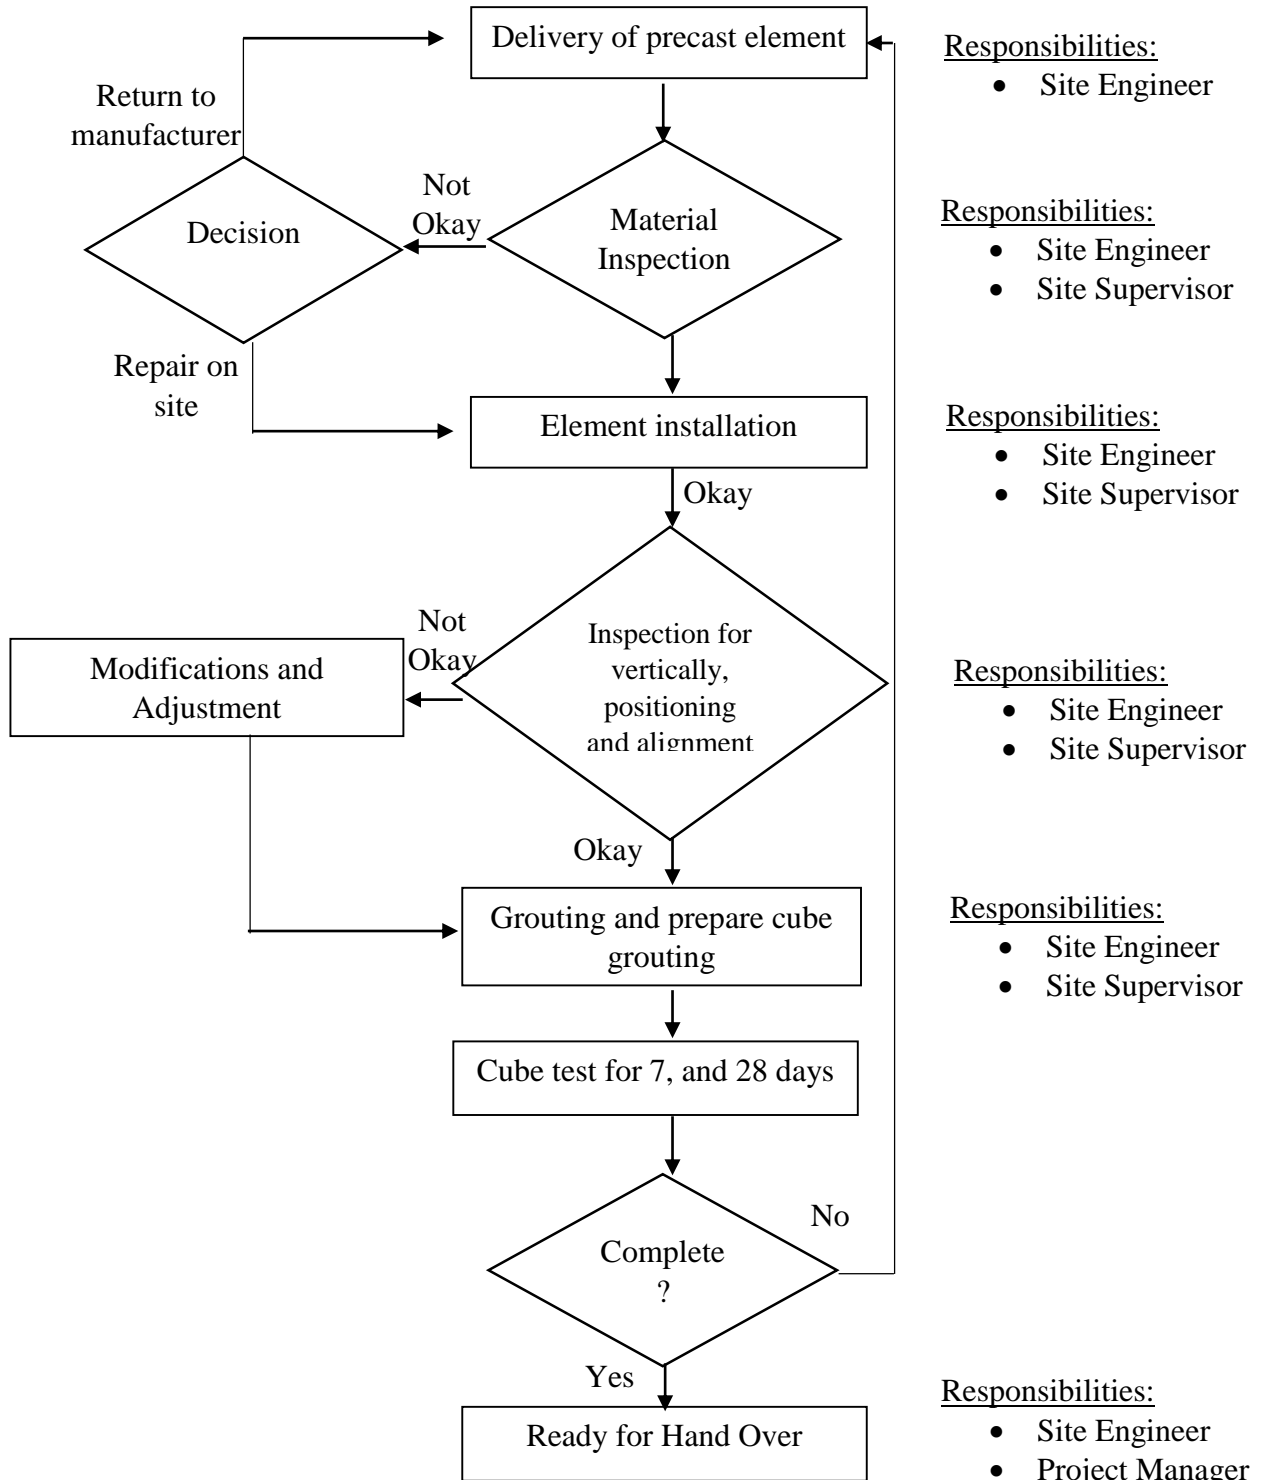 Delivery of precast element
Responsibilities:
• Site Engineer
Return to
manufacturer
Not
Okay
Decision
Material
Inspection
Responsibilities:
• Site Engineer
• Site Supervisor
Repair on
site
Element installation
Responsibilities:
• Site Engineer
• Site Supervisor
Okay
Not
Okay
Modifications and
Adjustment
Inspection for
vertically,
positioning
and alignment
Responsibilities:
• Site Engineer
• Site Supervisor
Okay
Grouting and prepare cube
grouting
Responsibilities:
• Site Engineer
• Site Supervisor
Cube test for 7, and 28 days
No
Complete
?
Yes
Ready for Hand Over
Responsibilities:
• Site Engineer
• Project Manager